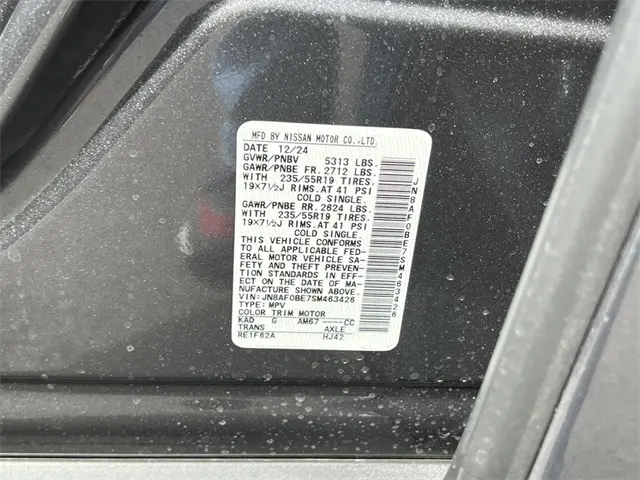 MFD BY NISSAN MOTOR CO.,LTD.
DATE 12/24
GVWR/PNBV 5313 LBS.
GAWR/PNBE FR. 2712 LBS.
WITH 235/55R19 TIRES.
19×7½J RIMS.AT 41 PSI
COLD SINGLE.
GAWR/PNBE RR. 2624 LBS.
WITH 235/55R19 TIRES.
19×7½J RIMS.AT 41 PSI
COLD SINGLE.
THIS VEHICLE CONFORMS
TO ALL APPLICABLE FED-
ERAL MOTOR VEHICLE SA-
FETY AND THEFT PREVEN-
TION STANDARDS IN EFF-
ECT ON THE DATE OF MA-
NUFACTURE SHOWN ABOVE.
VIN: JN8AF0BE7SM463426
TYPE: MPV
COLOR TRIM MOTOR
KAD G AM67 ----CC
TRANS AXLE
RE1F62A HJ42
JN8AF0BE7SM463426